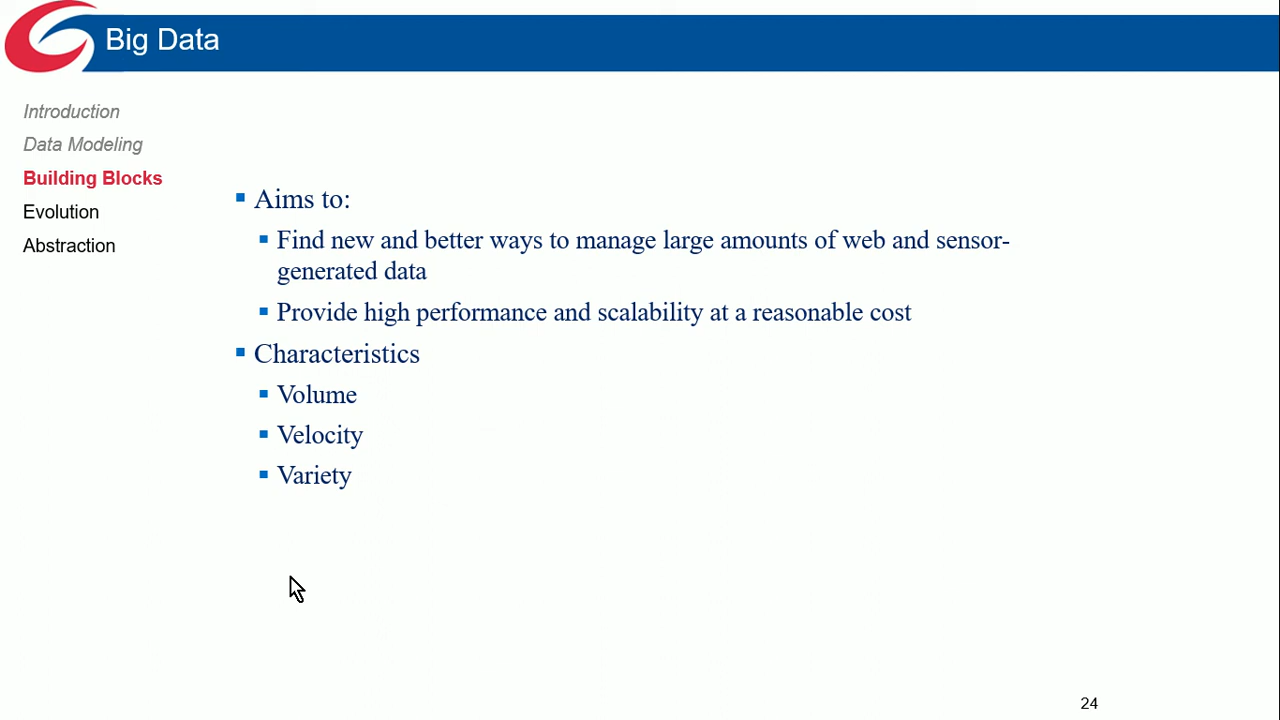 Big Data
Introduction
Data Modeling
Building Blocks
Evolution
Abstraction
Aims to:
Find new and better ways to manage large amounts of web and sensor-
generated data
Provide high performance and scalability at a reasonable cost
Characteristics
Volume
Velocity
Variety
24